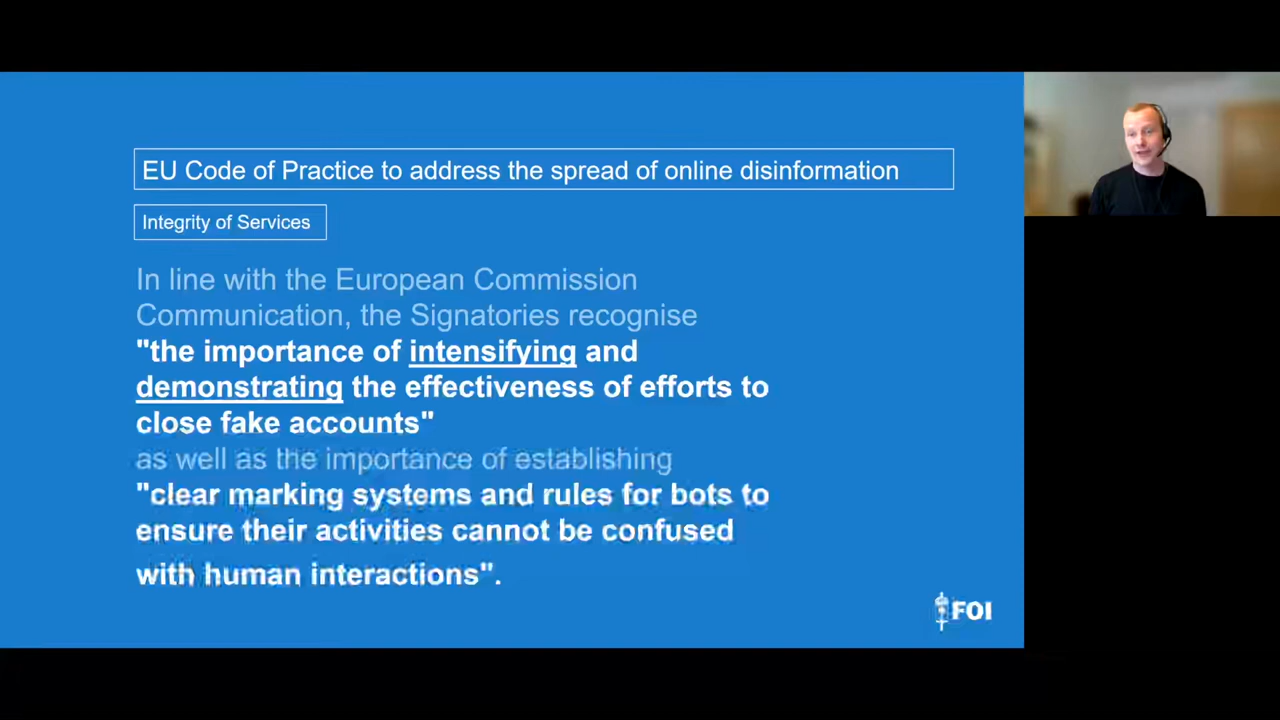 EU Code of Practice to address the spread of online disinformation
Integrity of Services
In line with the European Commission
Communication, the Signatories recognise
"the importance of intensifying and
demonstrating the effectiveness of efforts to
close fake accounts"
as well as the importance of establishing
"clear marking systems and rules for bots to
ensure their activities cannot be confused
with human interactions".
FOI